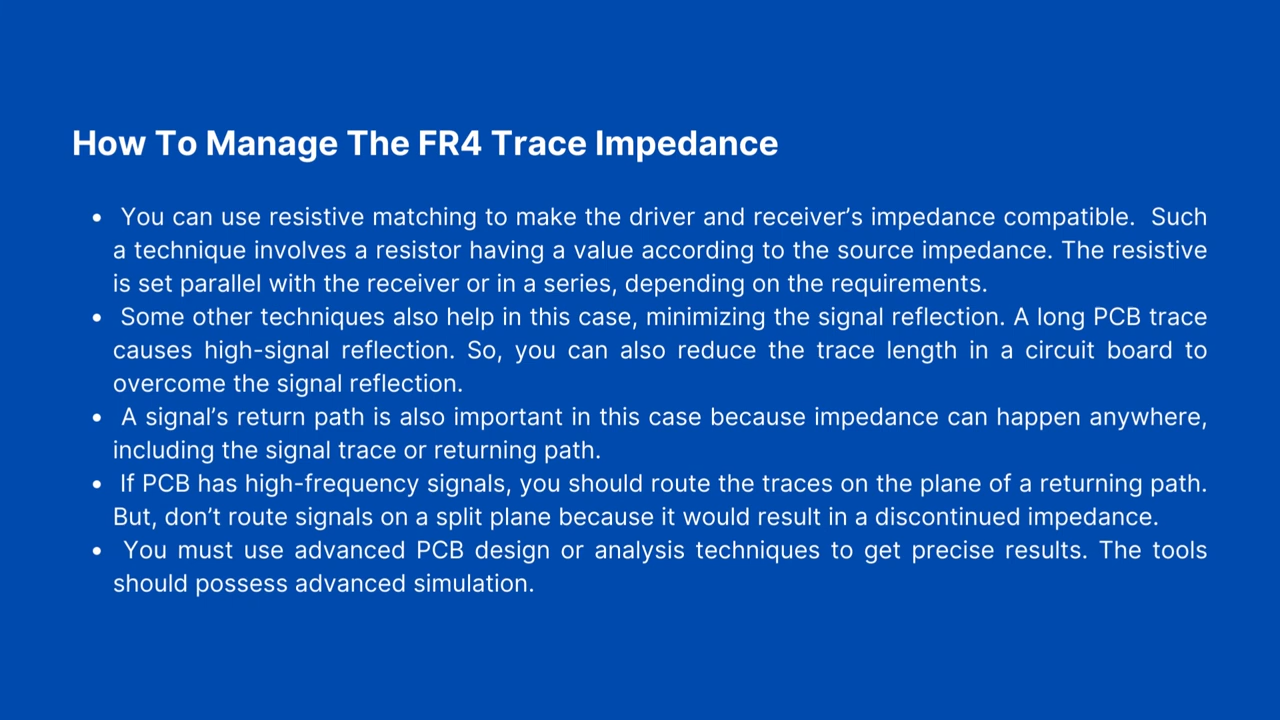 How To Manage The FR4 Trace Impedance
• You can use resistive matching to make the driver and receiver’s impedance compatible. Such
a technique involves a resistor having a value according to the source impedance. The resistive
is set parallel with the receiver or in a series, depending on the requirements.
• Some other techniques also help in this case, minimizing the signal reflection. A long PCB trace
causes high-signal reflection. So, you can also reduce the trace length in a circuit board to
overcome the signal reflection.
• A signal’s return path is also important in this case because impedance can happen anywhere,
including the signal trace or returning path.
• If PCB has high-frequency signals, you should route the traces on the plane of a returning path.
But, don’t route signals on a split plane because it would result in a discontinued impedance.
• You must use advanced PCB design or analysis techniques to get precise results. The tools
should possess advanced simulation.